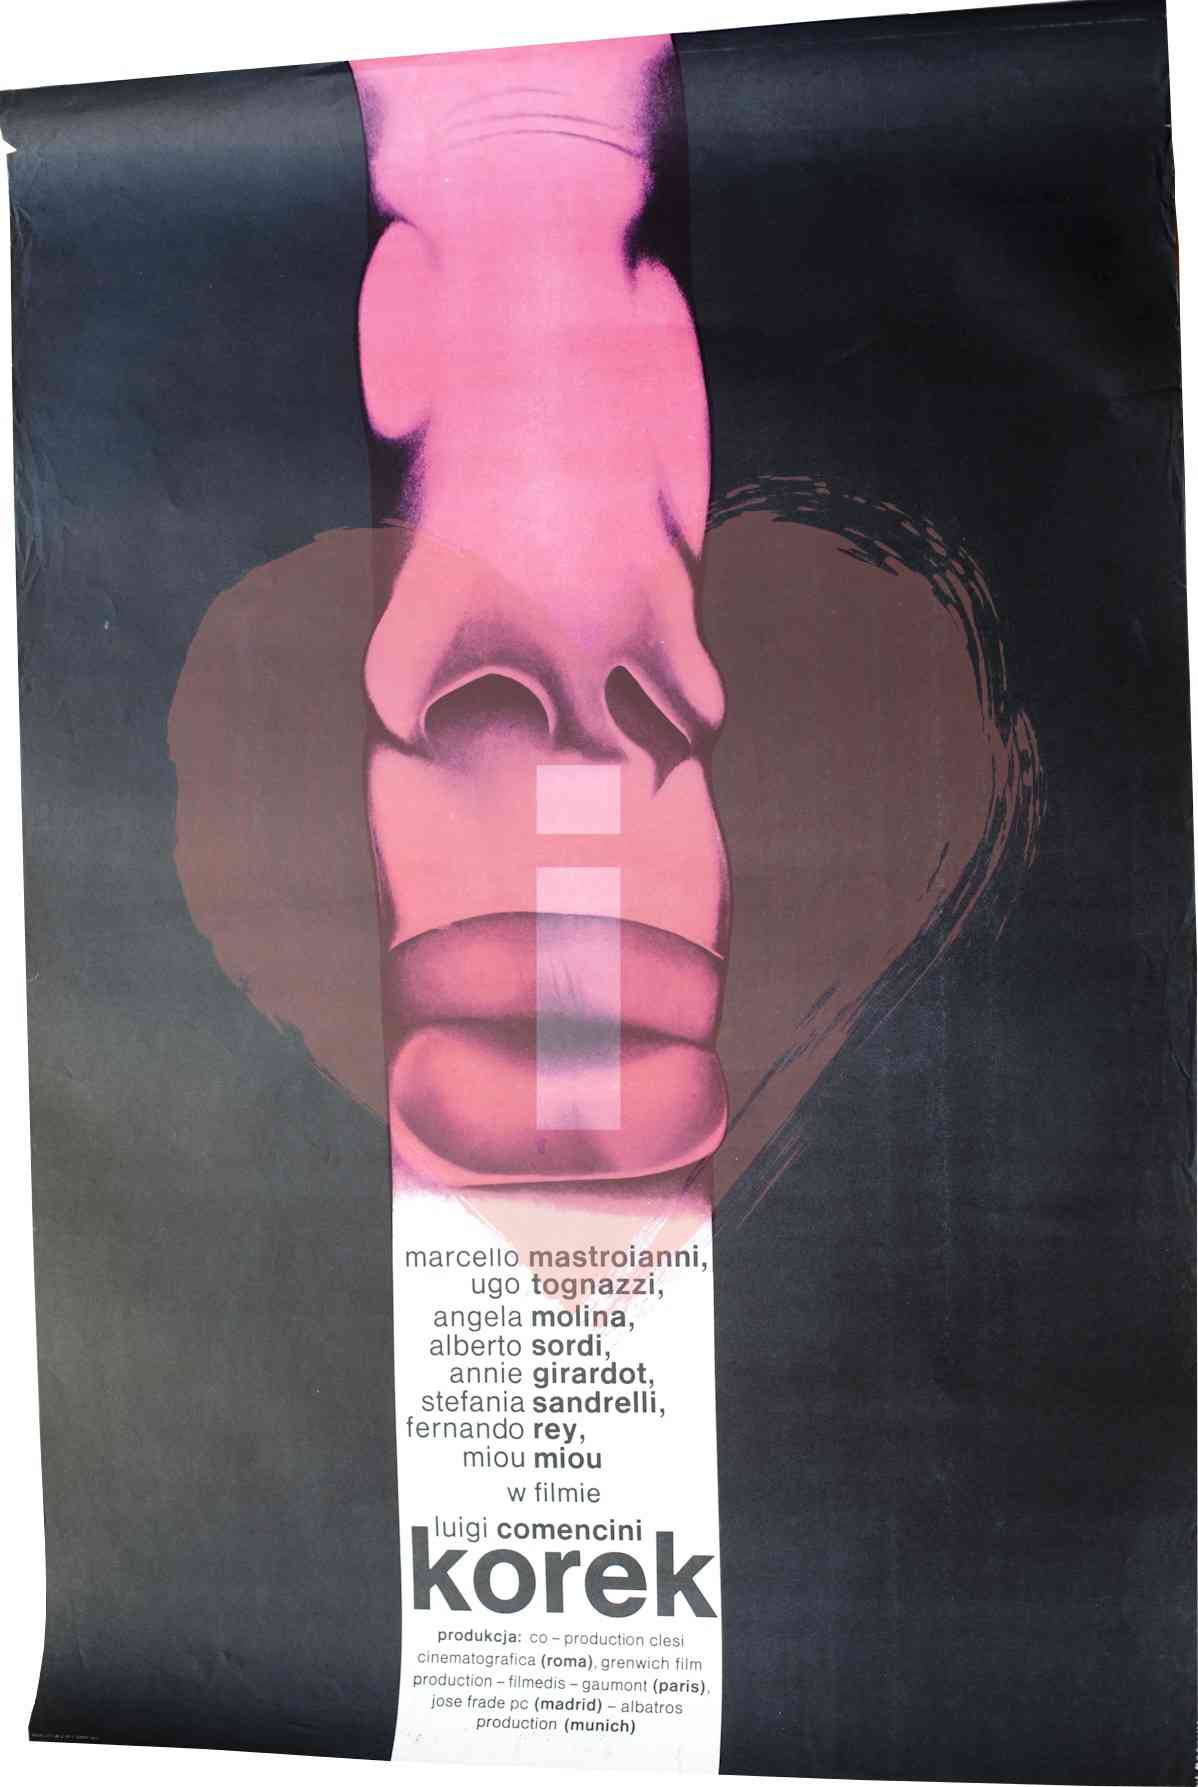 i
marcello mastroianni,
ugo tognazzi,
angela molina,
alberto sordi,
annie girardot,
stefania sandrelli,
fernando rey,
miou miou
w filmie
luigi comencini
korek
produkcja: co – production clesi
cinematografica (roma), grenwich film
production – filmedis – gaumont (paris),
jose frade pc (madrid) – albatros
production (munich)